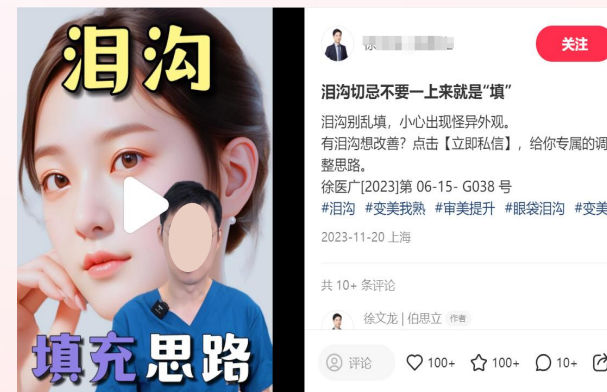 泪沟
填充思路
徐
关注
泪沟切忌不要一上来就是“填”
泪沟别乱填，小心出现怪异外观。
有泪沟想改善？点击【立即私信】，给你专属的调
整思路。
徐医广[2023]第 06-15- G038 号
#泪沟 #变美我熟 #审美提升 #眼袋泪沟 #变美
2023-11-20 上海
共 10+ 条评论
徐文龙 | 伯思立 作者
评论 100+ 100+ 10+